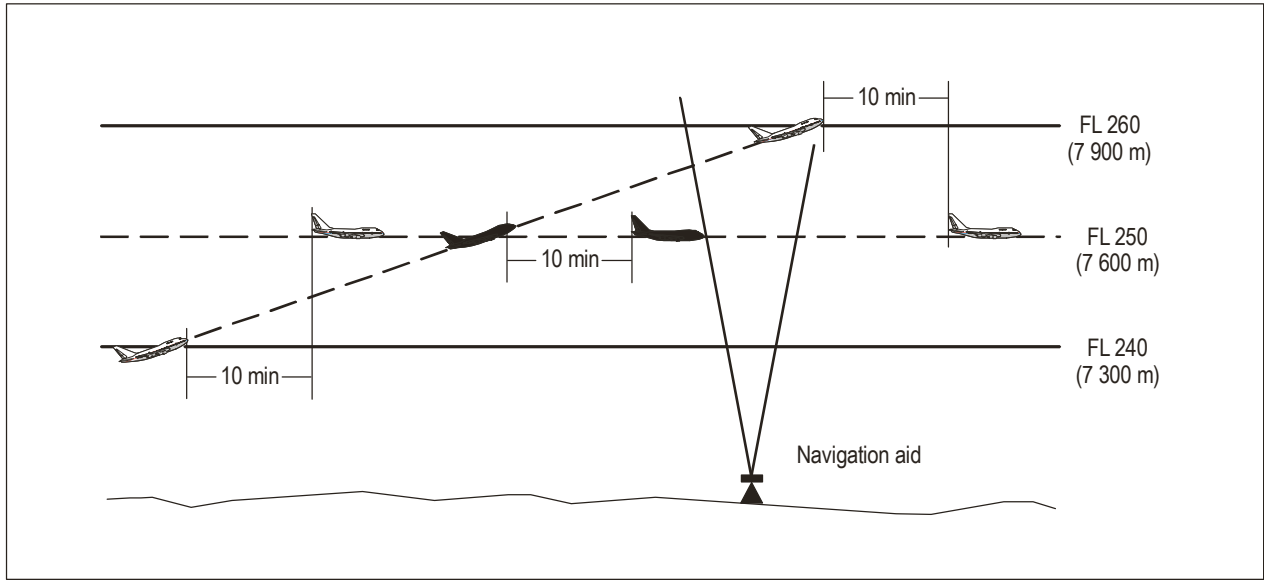 10 min
FL 260
(7 900 m)
FL 250
(7 600 m)
10 min
FL 240
(7 300 m)
10 min
Navigation aid